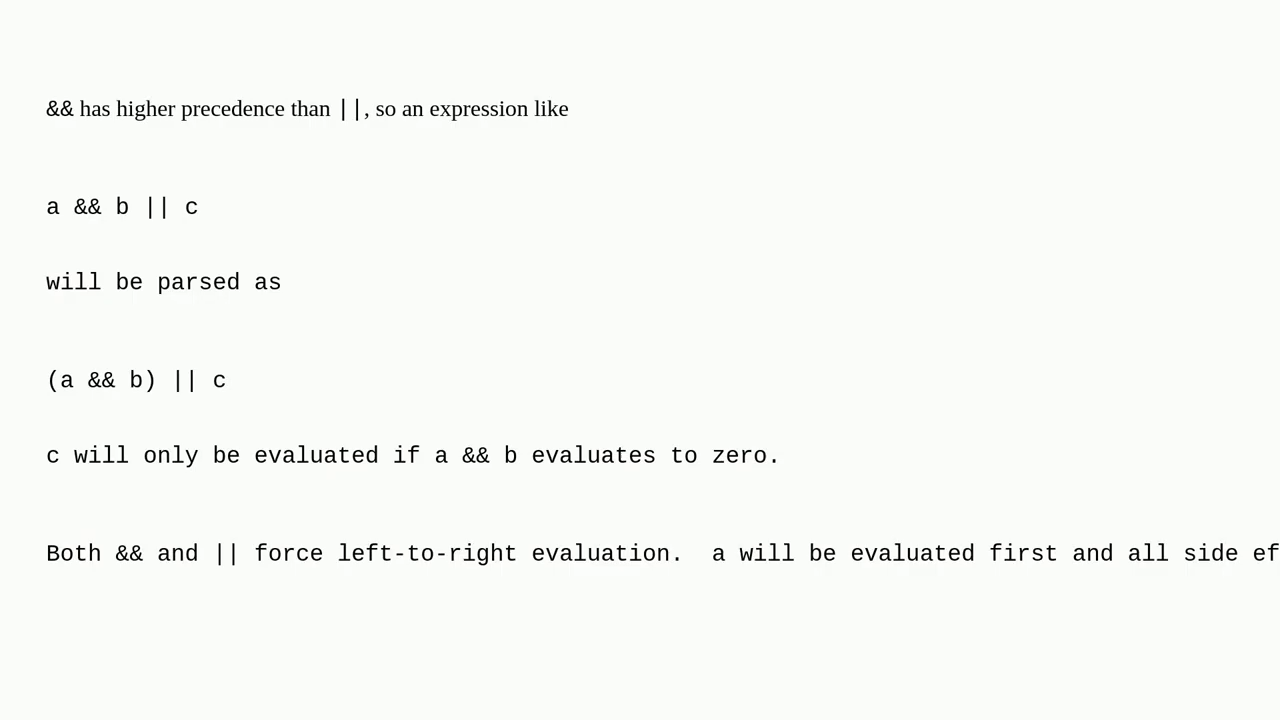 && has higher precedence than ||, so an expression like
a && b || c
will be parsed as
(a && b) || c
c will only be evaluated if a && b evaluates to zero.
Both && and || force left-to-right evaluation.  a will be evaluated first and all side